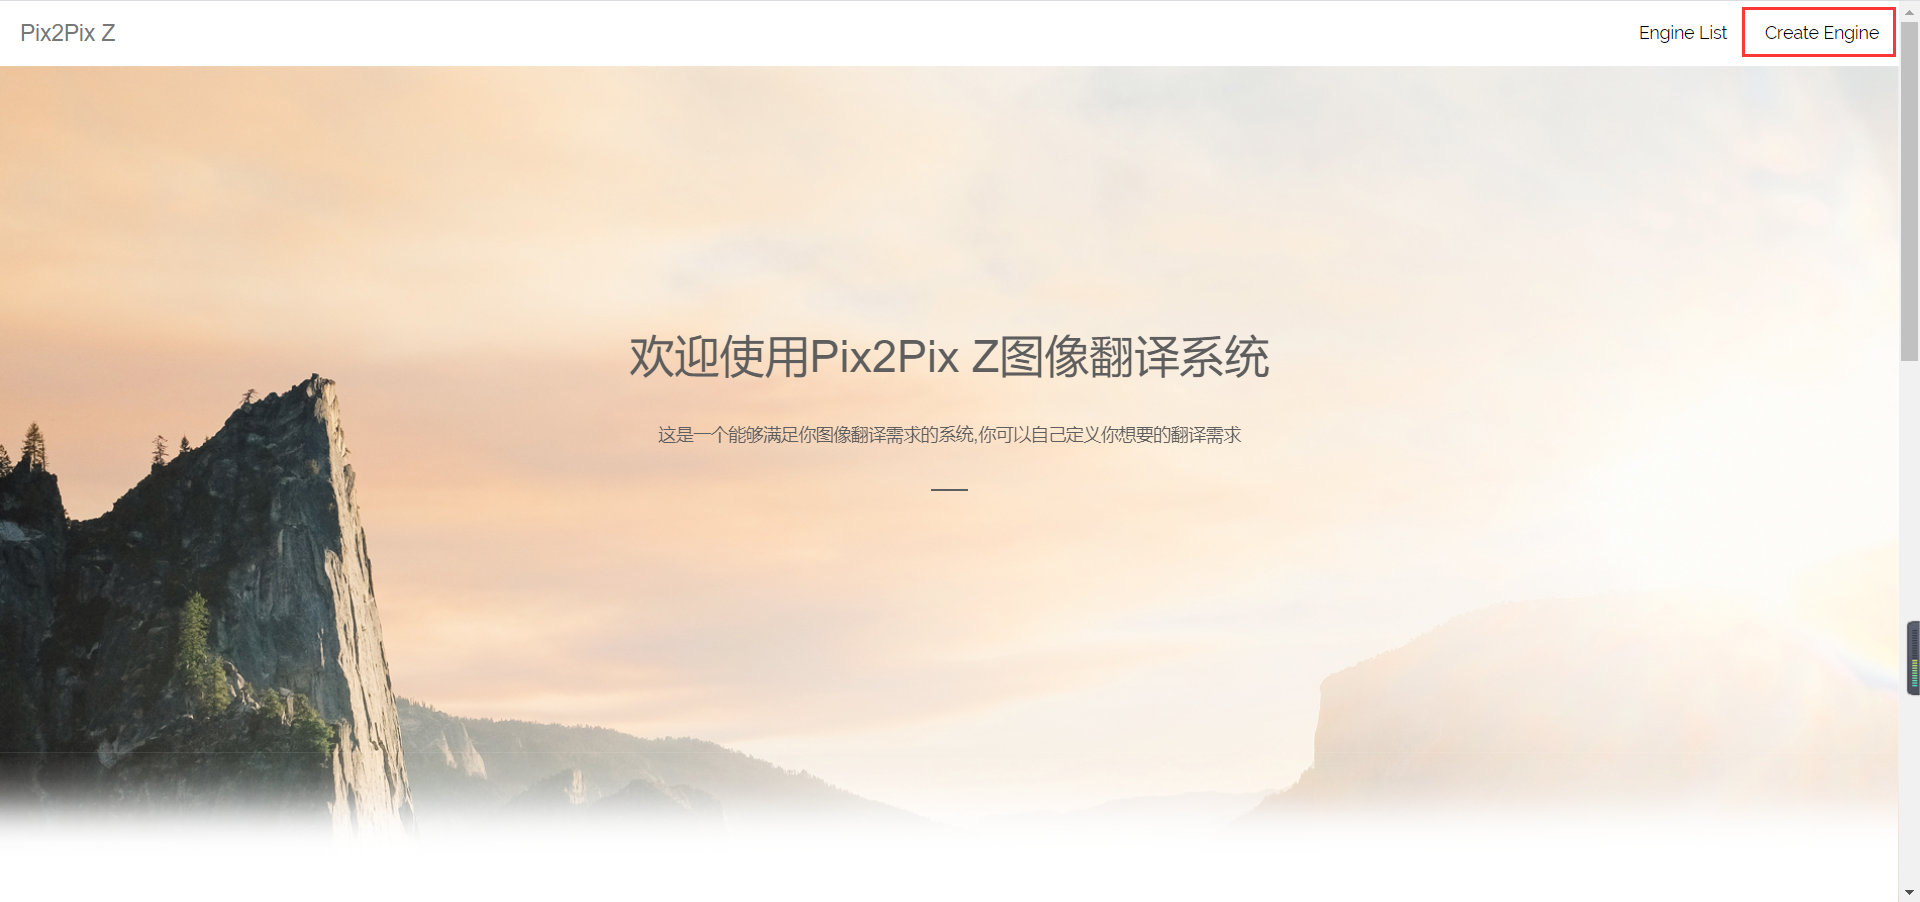 Pix2Pix Z
Engine List
Create Engine
欢迎使用Pix2Pix Z图像翻译系统
这是一个能够满足你图像翻译需求的系统,你可以自己定义你想要的翻译需求